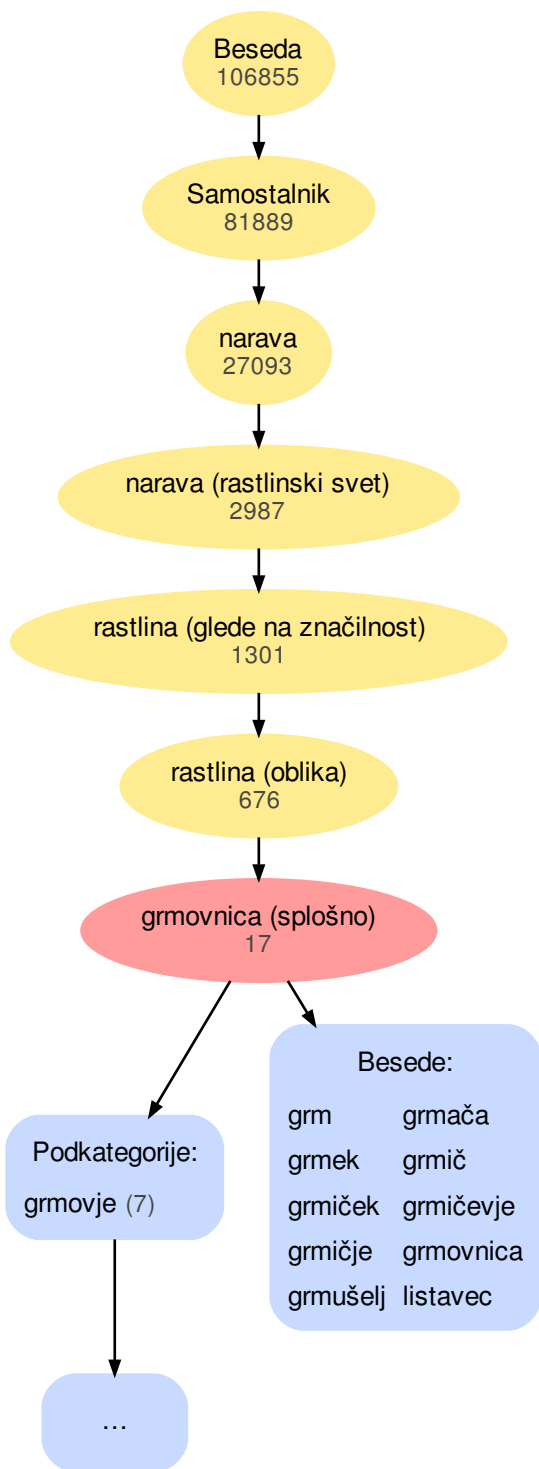 Beseda
106855
Samostalnik
81889
narava
27093
narava (rastlinski svet)
2987
rastlina (glede na značilnost)
1301
rastlina (oblika)
676
grmovnica (splošno)
17
Podkategorije:
grmovje (7)
...
Besede:
grm grmača
grmek grmič
grmiček grmičevje
grmičje grmovnica
grmušelj listavec